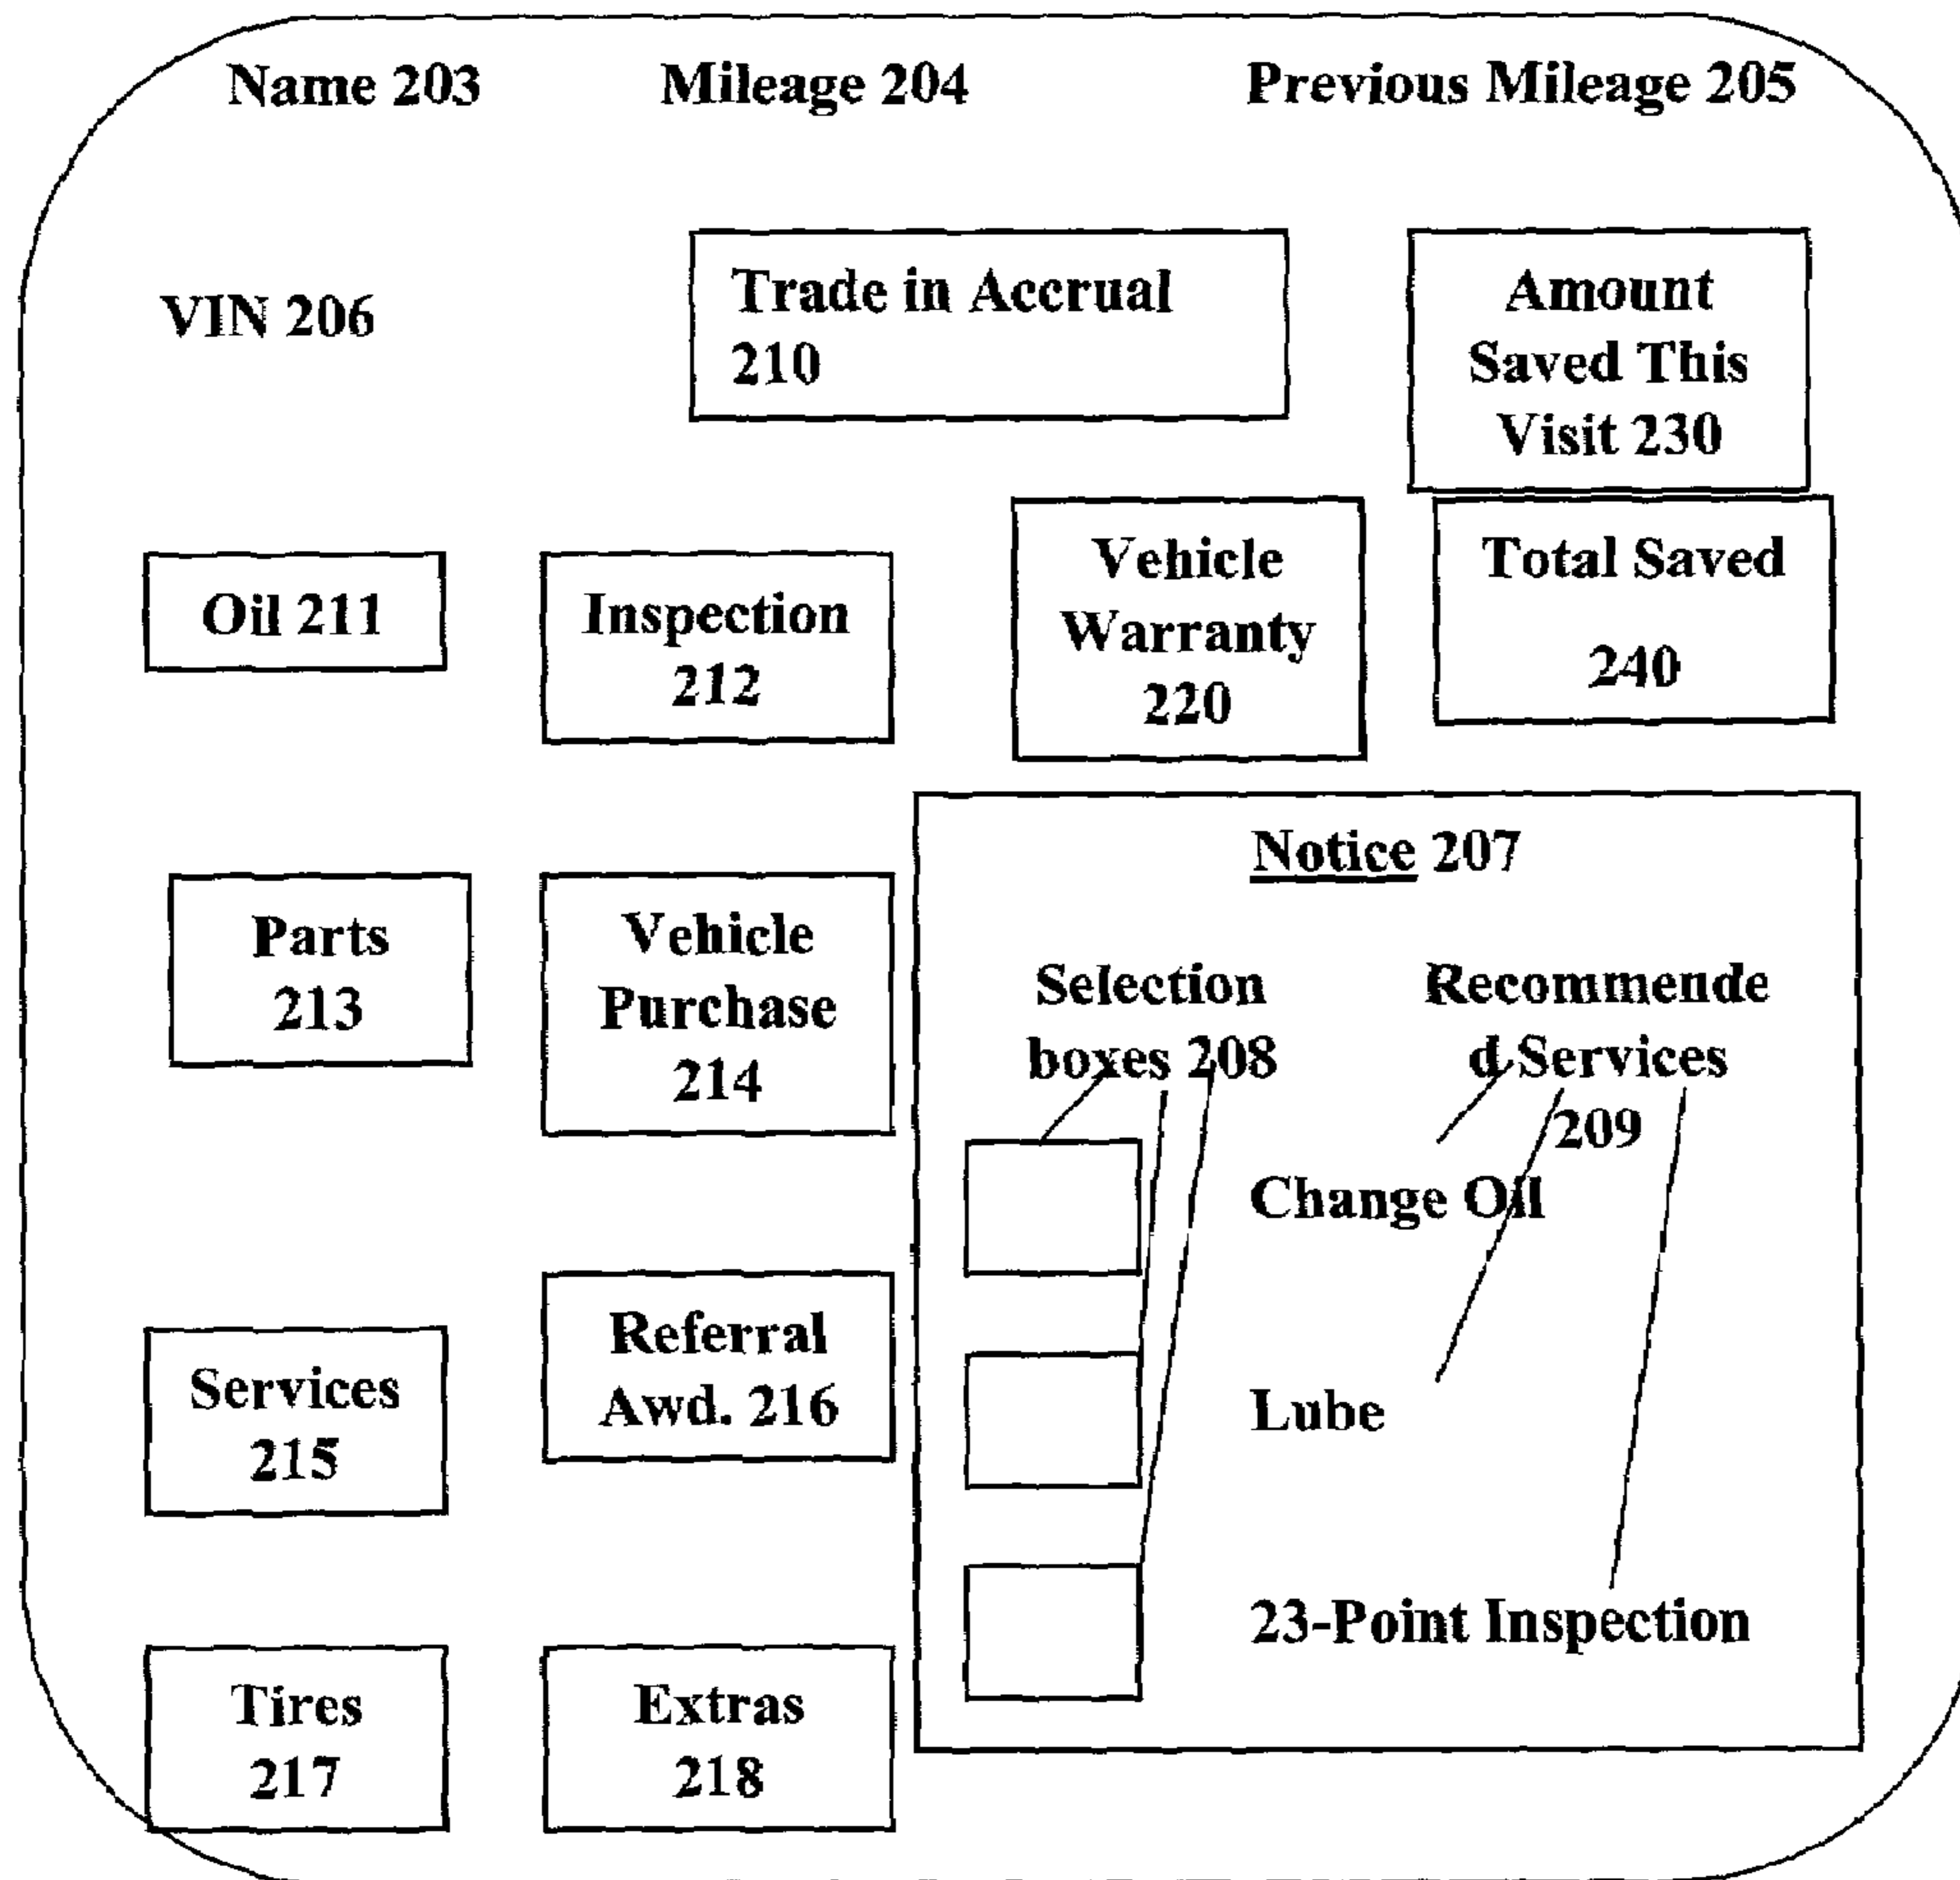 Name 203
Mileage 204
Previous Mileage 205
VIN 206
Trade in Accrual
210
Amount
Saved This
Visit 230
Oil 211
Inspection
212
Vehicle
Warranty
220
Total Saved
240
Parts
213
Vehicle
Purchase
214
Services
215
Referral
Awd. 216
Tires
217
Extras
218
Notice 207
Selection
boxes 208
Recommende
d Services
209
Change Oil
Lube
23-Point Inspection